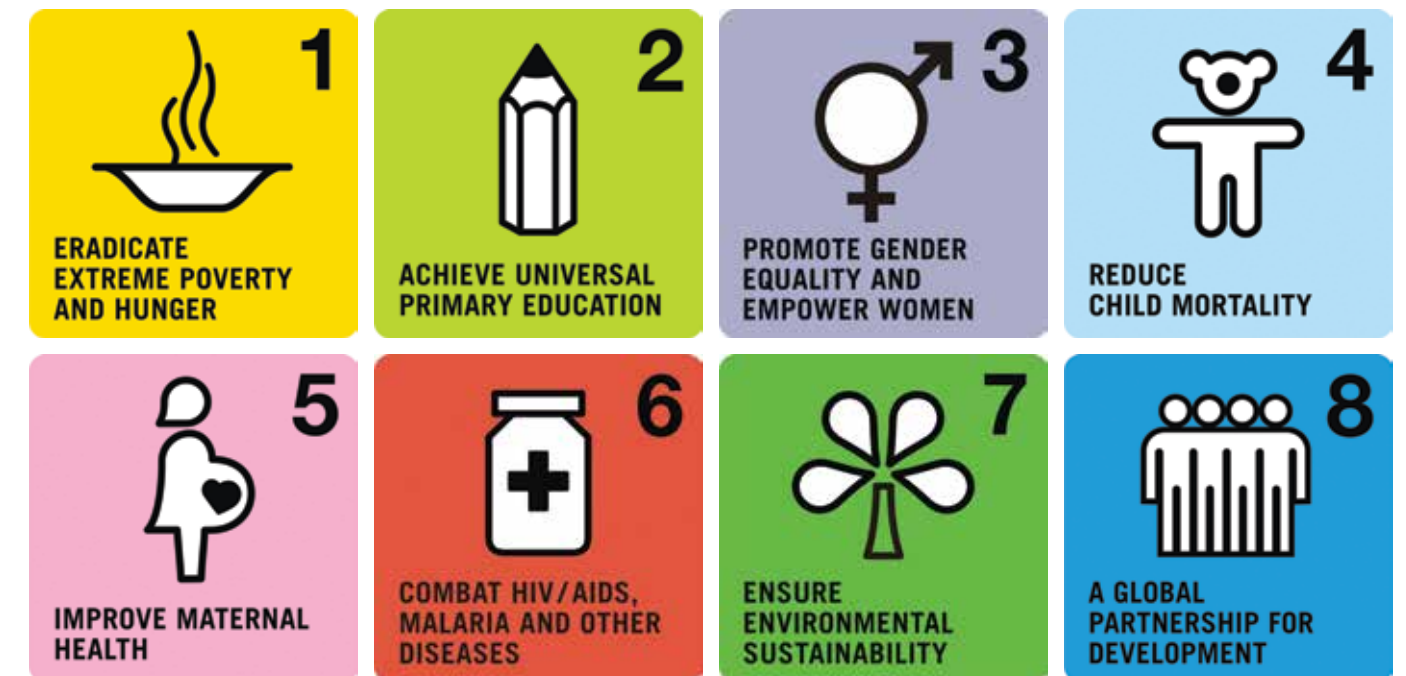 1
ERADICATE
EXTREME POVERTY
AND HUNGER
2
ACHIEVE UNIVERSAL
PRIMARY EDUCATION
3
PROMOTE GENDER
EQUALITY AND
EMPOWER WOMEN
4
REDUCE
CHILD MORTALITY
5
IMPROVE MATERNAL
HEALTH
6
COMBAT HIV/AIDS,
MALARIA AND OTHER
DISEASES
7
ENSURE
ENVIRONMENTAL
SUSTAINABILITY
8
A GLOBAL
PARTNERSHIP FOR
DEVELOPMENT